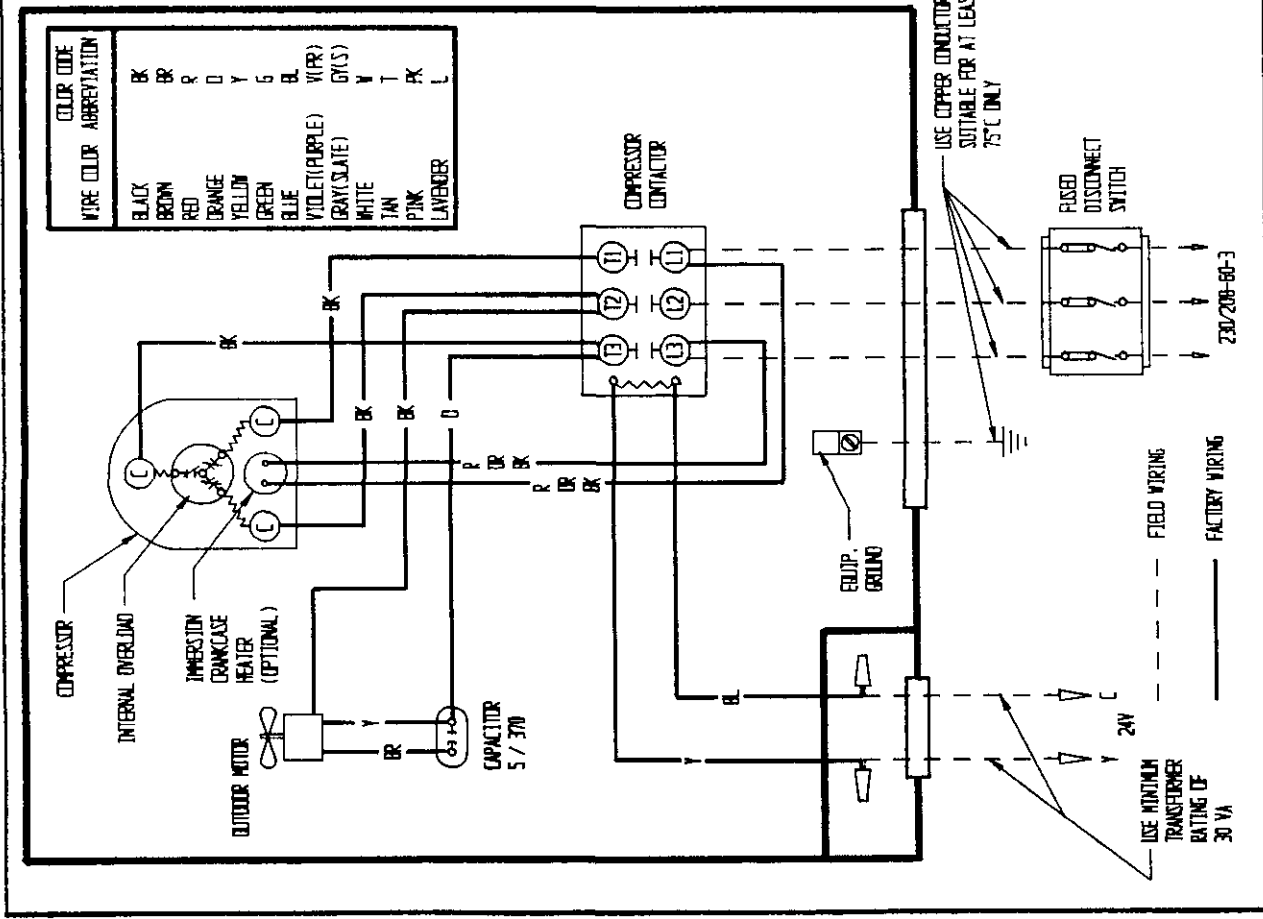 COLOR CODE
WIRE COLOR ABBREVIATION
BLACK BK
BROWN BR
RED R
ORANGE O
YELLOW Y
GREEN G
BLUE BL
VIOLET(PURPLE) V(PR)
GRAY(SLATE) GY(S)
WHITE W
TAN T
PINK PK
LAVENDER L
COMPRESSOR
INTERNAL OVERLOAD
IMMERSION
CRANKCASE
HEATER
(OPTIONAL)
OUTDOOR MOTOR
CAPACITOR
5 / 370
C
C
C
BK
BK
BK
BK
O
R OR BK
R OR BK
Y
BR
COMPRESSOR
CONTACTOR
T1
T2
T3
L1
L2
L3
BL
Y
EQUIP.
GROUND
USE COPPER CONDUCTOR
SUITABLE FOR AT LEAS
75°C ONLY
FUSED
DISCONNECT
SWITCH
230/208-60-3
C
24V
Y
USE MINIMUM
TRANSFORMER
RATING OF
30 VA
FIELD WIRING
FACTORY WIRING